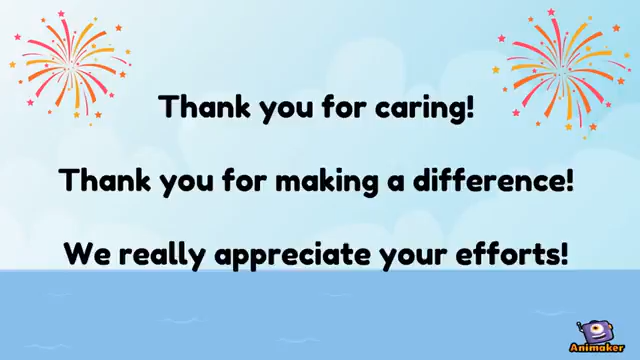 Thank you for caring!
Thank you for making a difference!
We really appreciate your efforts!
Animaker